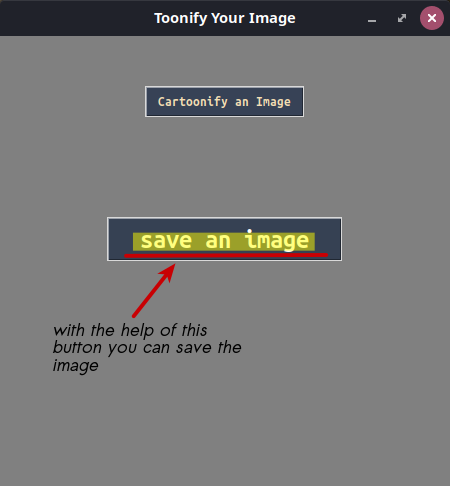 Toonify Your Image
Cartoonify an Image
save an image
with the help of this
button you can save the
image